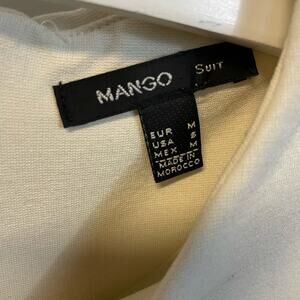 MANGO SUIT
EUR M
USA S
MEX M
MADE IN
MOROCCO